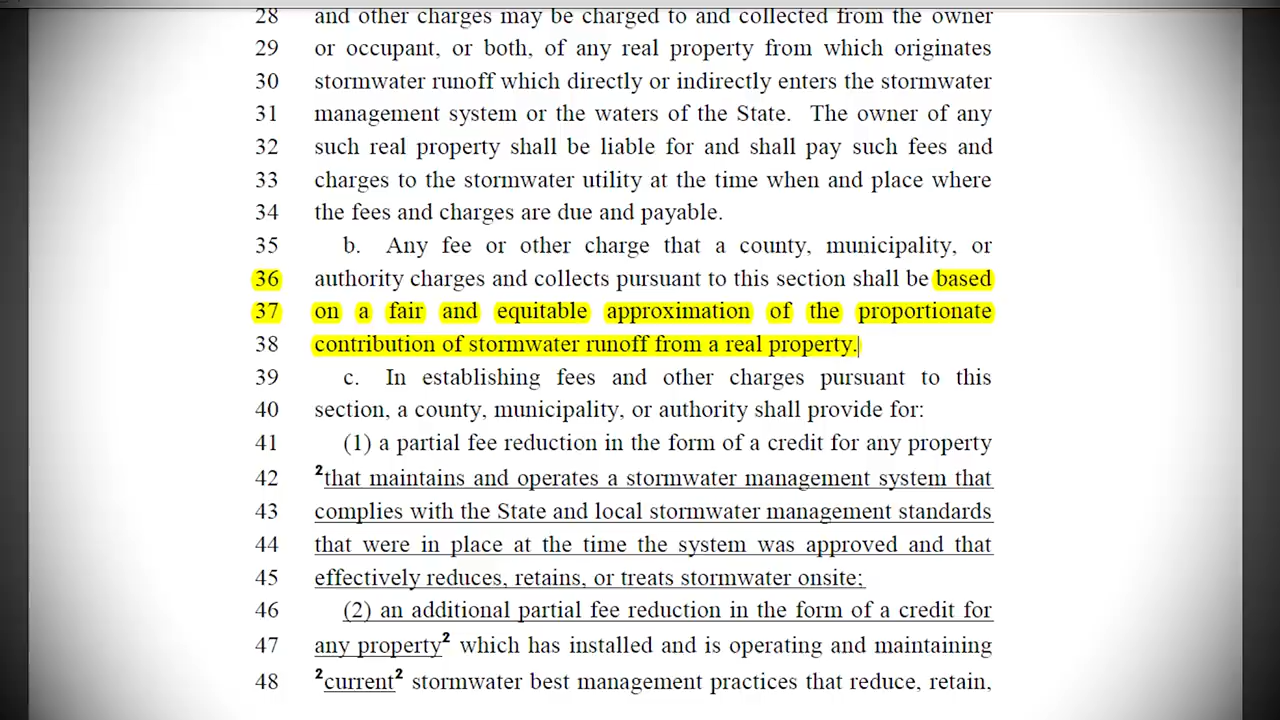 28 and other charges may be charged to and collected from the owner
29 or occupant, or both, of any real property from which originates
30 stormwater runoff which directly or indirectly enters the stormwater
31 management system or the waters of the State. The owner of any
32 such real property shall be liable for and shall pay such fees and
33 charges to the stormwater utility at the time when and place where
34 the fees and charges are due and payable.
35 b. Any fee or other charge that a county, municipality, or
36 authority charges and collects pursuant to this section shall be based
37 on a fair and equitable approximation of the proportionate
38 contribution of stormwater runoff from a real property.
39 c. In establishing fees and other charges pursuant to this
40 section, a county, municipality, or authority shall provide for:
41 (1) a partial fee reduction in the form of a credit for any property
42 ²that maintains and operates a stormwater management system that
43 complies with the State and local stormwater management standards
44 that were in place at the time the system was approved and that
45 effectively reduces, retains, or treats stormwater onsite;
46 (2) an additional partial fee reduction in the form of a credit for
47 any property² which has installed and is operating and maintaining
48 ²current² stormwater best management practices that reduce, retain,